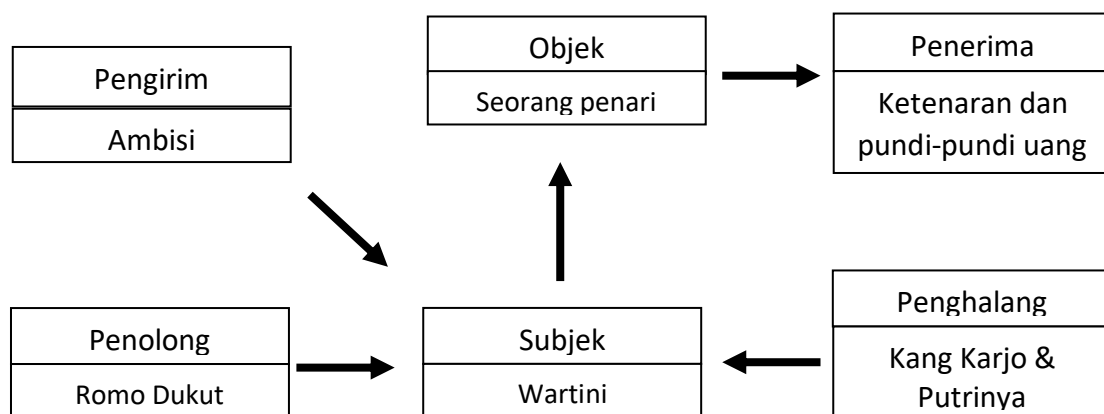 Pengirim
Ambisi
Objek
Seorang penari
Penerima
Ketenaran dan
pundi-pundi uang
Penolong
Romo Dukut
Subjek
Wartini
Penghalang
Kang Karjo &
Putrinya